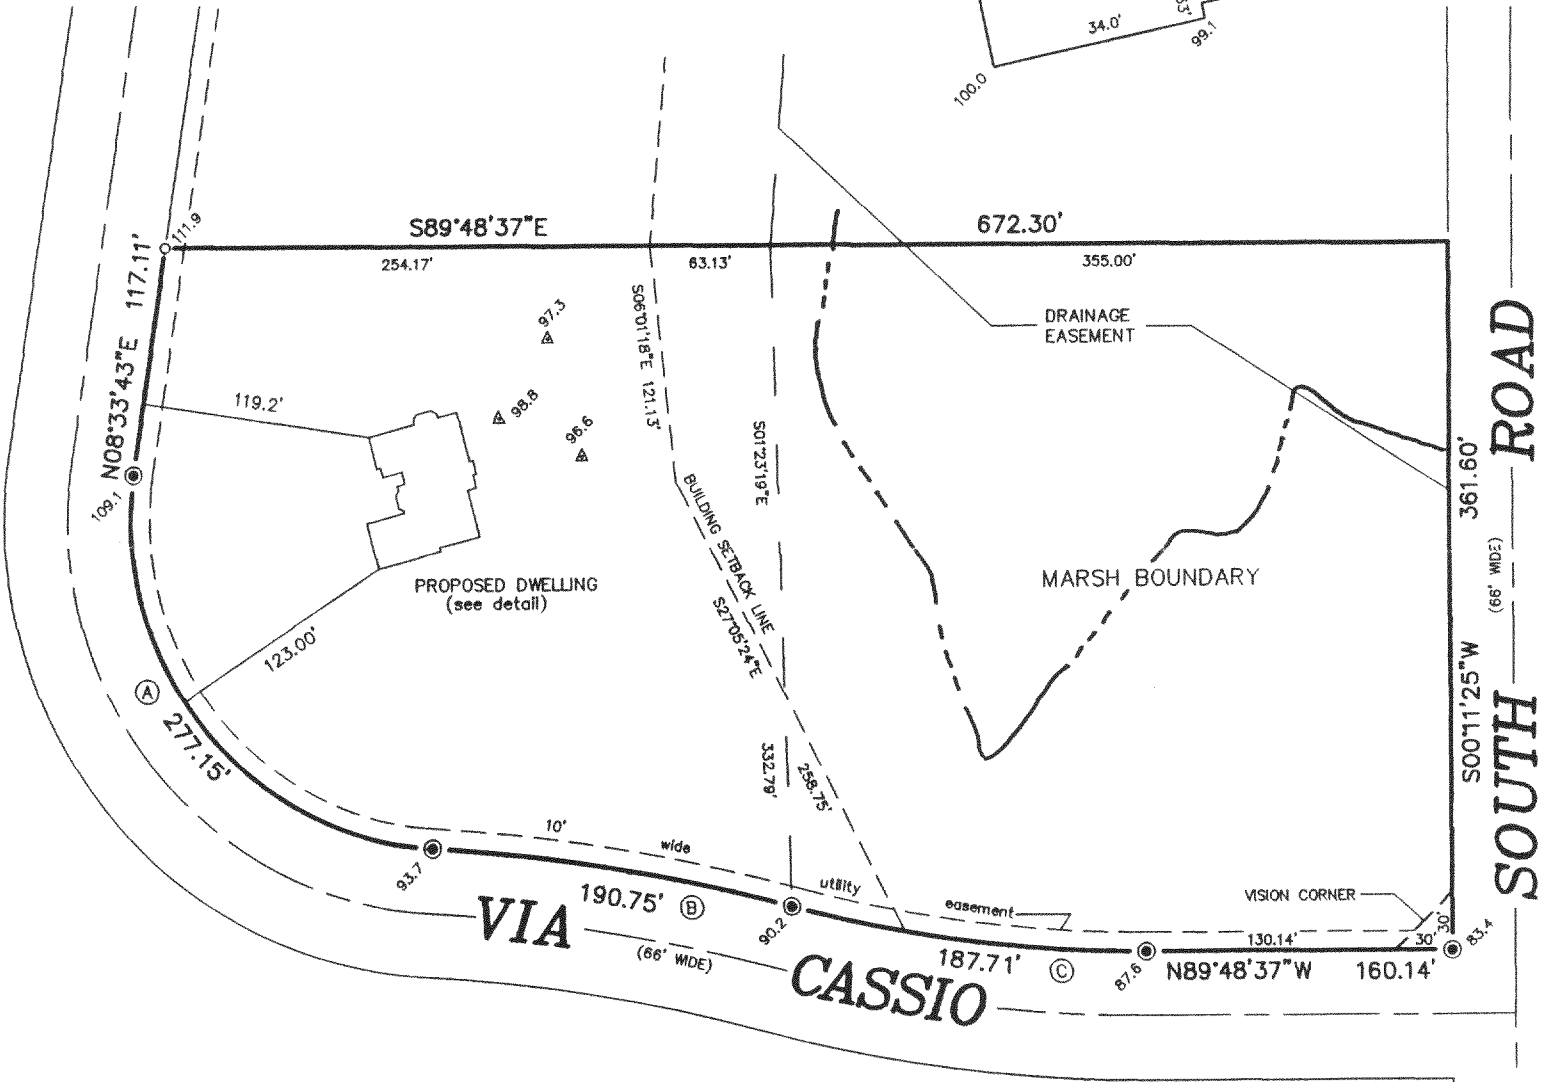 34.0'
99.1
100.0
111.9
S89°48'37"E
672.30'
254.17'
63.13'
355.00'
N08°33'43"E 117.11'
97.3
S06°01'18"E 121.13'
DRAINAGE
EASEMENT
ROAD
119.2'
98.8
96.6
S01°23'19"E
109.1
361.60'
BUILDING SETBACK LINE
S27°05'24"E
PROPOSED DWELLING
(see detail)
MARSH BOUNDARY
(66' WIDE)
123.00'
A
277.15'
332.79'
258.75'
S00°11'25"W
SOUTH
10'
wide
utility
easement
93.7
190.75' B
90.2
VISION CORNER
130.14'
30'
30'
83.4
VIA
(66' WIDE)
CASSIO
187.71' C
87.6
N89°48'37"W 160.14'